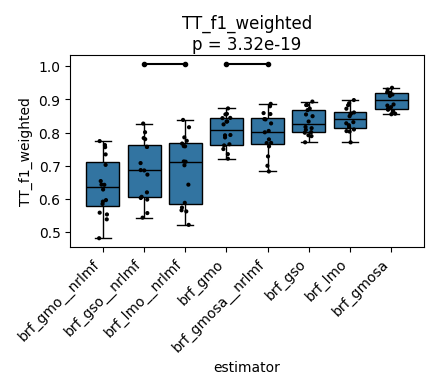 TT_f1_weighted
p = 3.32e-19
TT_f1_weighted
1.0
0.9
0.8
0.7
0.6
0.5
brf_gmo__nrlmf
brf_gso__nrlmf
brf_lmo__nrlmf
brf_gmo
brf_gmosa__nrlmf
brf_gso
brf_lmo
brf_gmosa
estimator